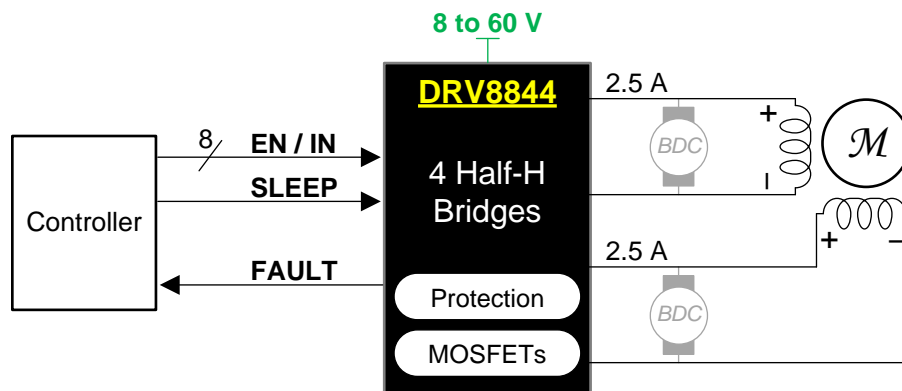 8 to 60 V
DRV8844
2.5 A
8
EN / IN
BDC
+
M
4 Half-H
Bridges
SLEEP
Controller
–
+ –
2.5 A
FAULT
Protection
BDC
MOSFETs